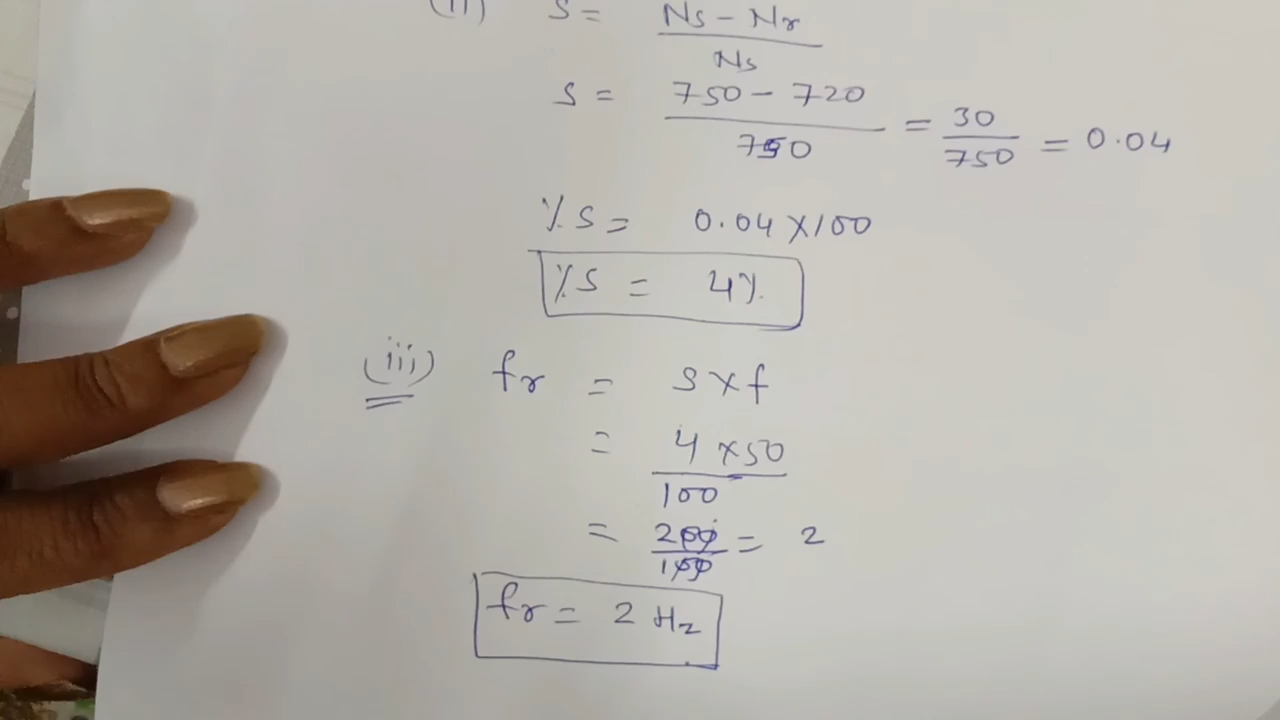 (ii) S = Ns - Nr / Ns
S = 750 - 720 / 750 = 30 / 750 = 0.04
% S = 0.04 × 100
% S = 4%
(iii) fr = S × f
= 4 × 50 / 100
= 200 / 100 = 2
fr = 2 Hz